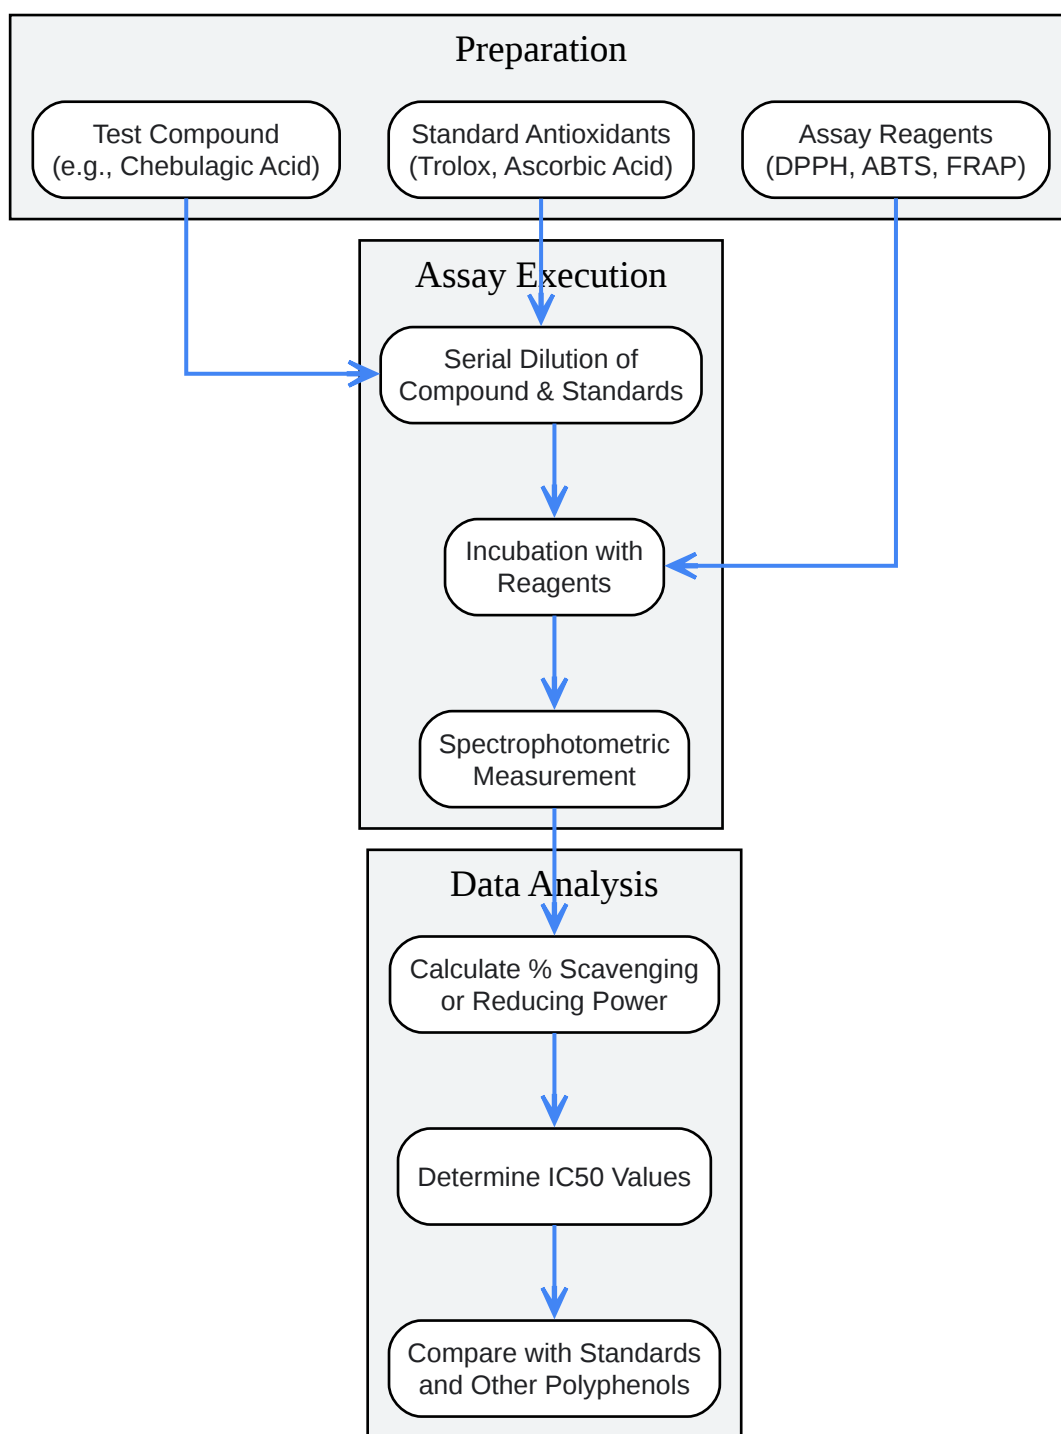 Preparation
Test Compound
(e.g., Chebulagic Acid)
Standard Antioxidants
(Trolox, Ascorbic Acid)
Assay Reagents
(DPPH, ABTS, FRAP)
Assay Execution
Serial Dilution of
Compound & Standards
Incubation with
Reagents
Spectrophotometric
Measurement
Data Analysis
Calculate % Scavenging
or Reducing Power
Determine IC50 Values
Compare with Standards
and Other Polyphenols